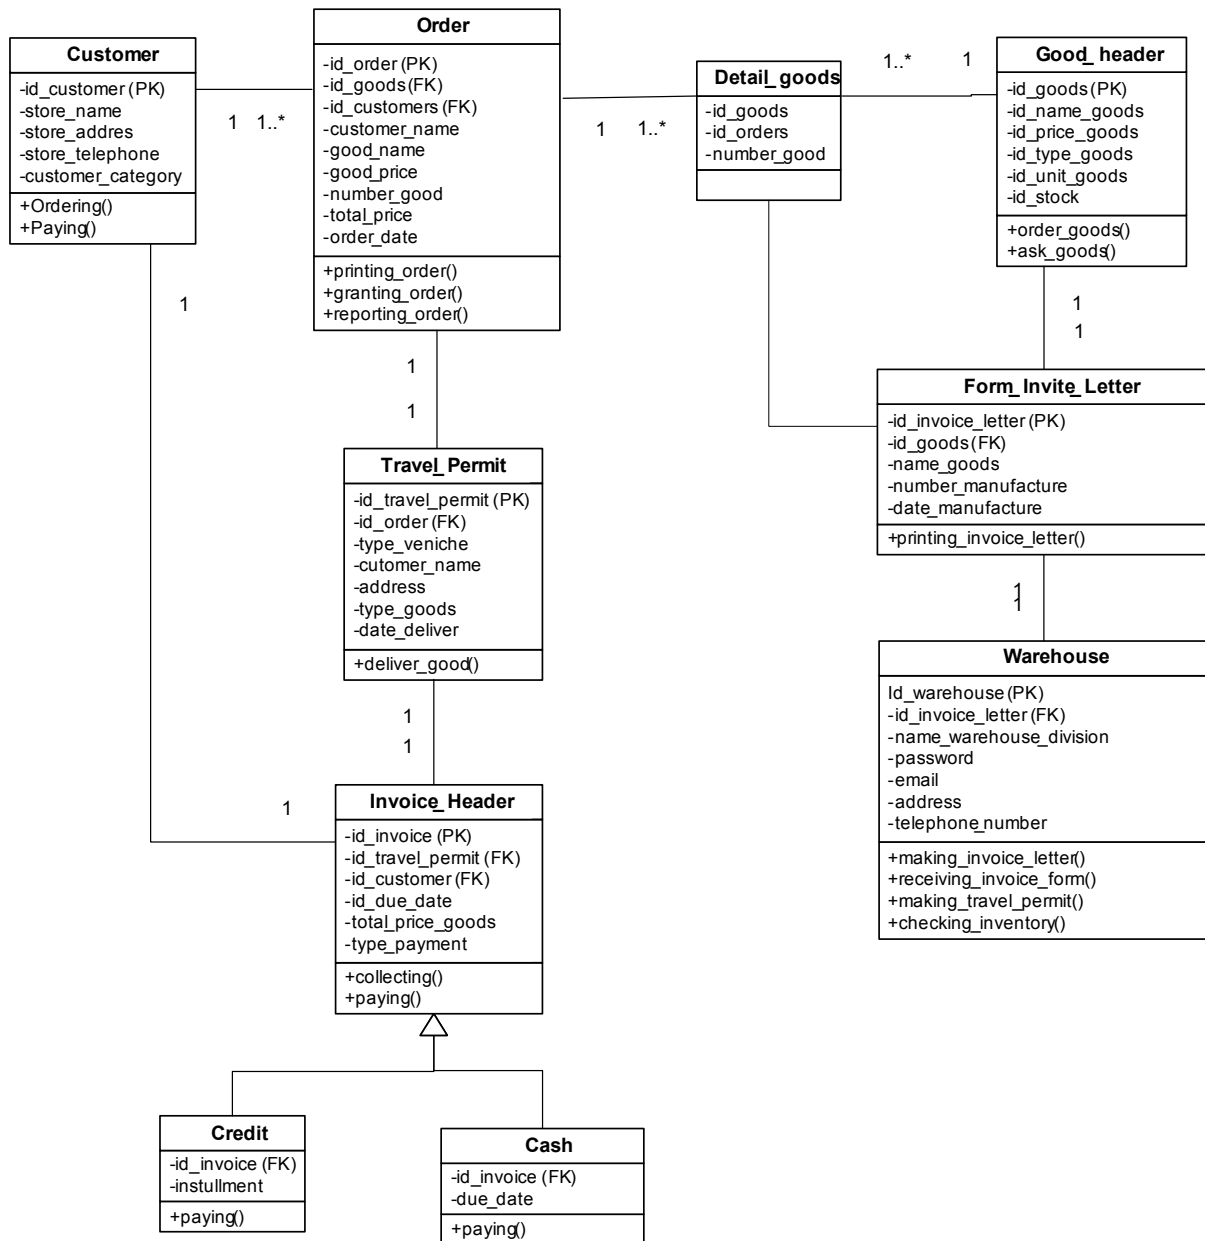 Customer
-id_customer (PK)
-store_name
-store_addres
-store_telephone
-customer_category
+Ordering()
+Paying()
1 1..*
Order
-id_order (PK)
-id_goods (FK)
-id_customers (FK)
-customer_name
-good_name
-good_price
-number_good
-total_price
-order_date
+printing_order()
+granting_order()
+reporting_order()
1 1..*
Detail_goods
-id_goods
-id_orders
-number_good
1..* 1
Good_header
-id_goods (PK)
-id_name_goods
-id_price_goods
-id_type_goods
-id_unit_goods
-id_stock
+order_goods()
+ask_goods()
1
1
1
1
1
Form_Invite_Letter
-id_invoice_letter (PK)
-id_goods (FK)
-name_goods
-number_manufacture
-date_manufacture
+printing_invoice_letter()
1
1
Travel_Permit
-id_travel_permit (PK)
-id_order (FK)
-type_veniche
-cutomer_name
-address
-type_goods
-date_deliver
+deliver_good()
1
1
Warehouse
Id_warehouse (PK)
-id_invoice_letter (FK)
-name_warehouse_division
-password
-email
-address
-telephone_number
+making_invoice_letter()
+receiving_invoice_form()
+making_travel_permit()
+checking_inventory()
1
Invoice_Header
-id_invoice (PK)
-id_travel_permit (FK)
-id_customer (FK)
-id_due_date
-total_price_goods
-type_payment
+collecting()
+paying()
Credit
-id_invoice (FK)
-instullment
+paying()
Cash
-id_invoice (FK)
-due_date
+paying()